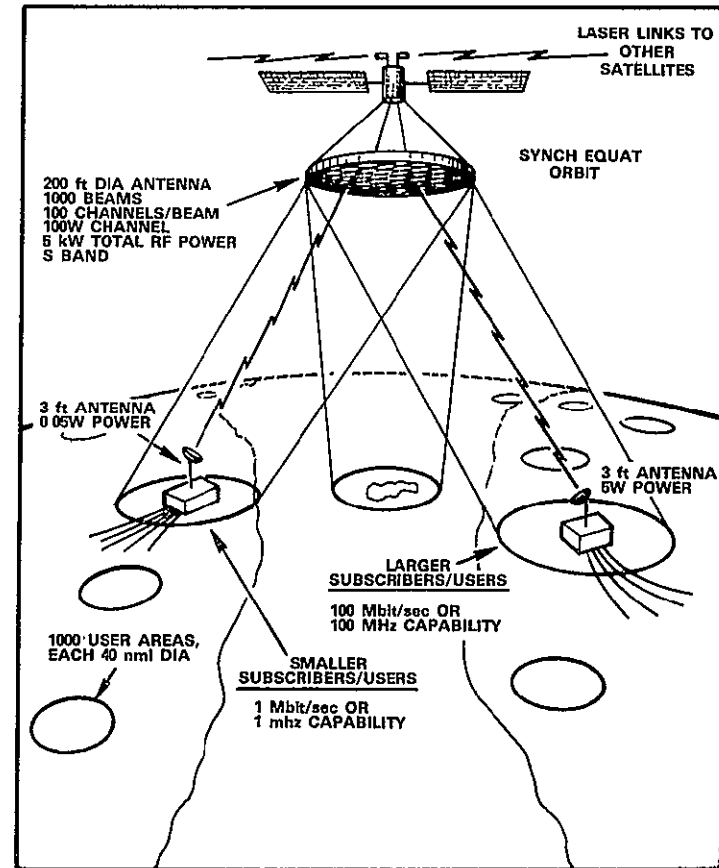 LASER LINKS TO
OTHER
SATELLITES
SYNCH EQUAT
ORBIT
200 ft DIA ANTENNA
1000 BEAMS
100 CHANNELS/BEAM
100W CHANNEL
5 kW TOTAL RF POWER
S BAND
3 ft ANTENNA
0 05W POWER
3 ft ANTENNA
5W POWER
LARGER
SUBSCRIBERS/USERS
100 Mbit/sec OR
100 MHz CAPABILITY
1000 USER AREAS,
EACH 40 nmi DIA
SMALLER
SUBSCRIBERS/USERS
1 Mbit/sec OR
1 mhz CAPABILITY